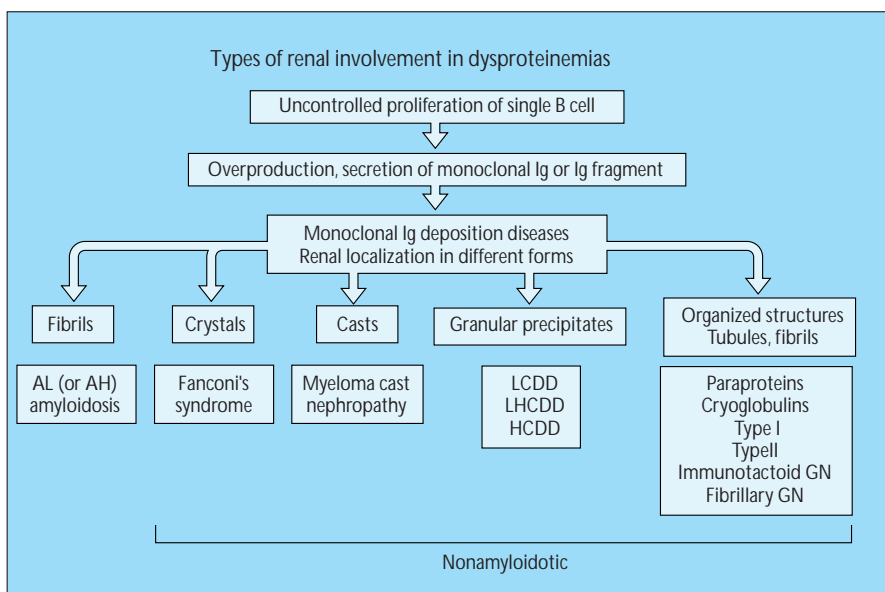 Types of renal involvement in dysproteinemias
Uncontrolled proliferation of single B cell
Overproduction, secretion of monoclonal Ig or Ig fragment
Monoclonal Ig deposition diseases
Renal localization in different forms
Fibrils
Crystals
Casts
Granular precipitates
Organized structures
Tubules, fibrils
AL (or AH)
amyloidosis
Fanconi's
syndrome
Myeloma cast
nephropathy
LCDD
LHCDD
HCDD
Paraproteins
Cryoglobulins
Type I
TypeII
Immunotactoid GN
Fibrillary GN
Nonamyloidotic